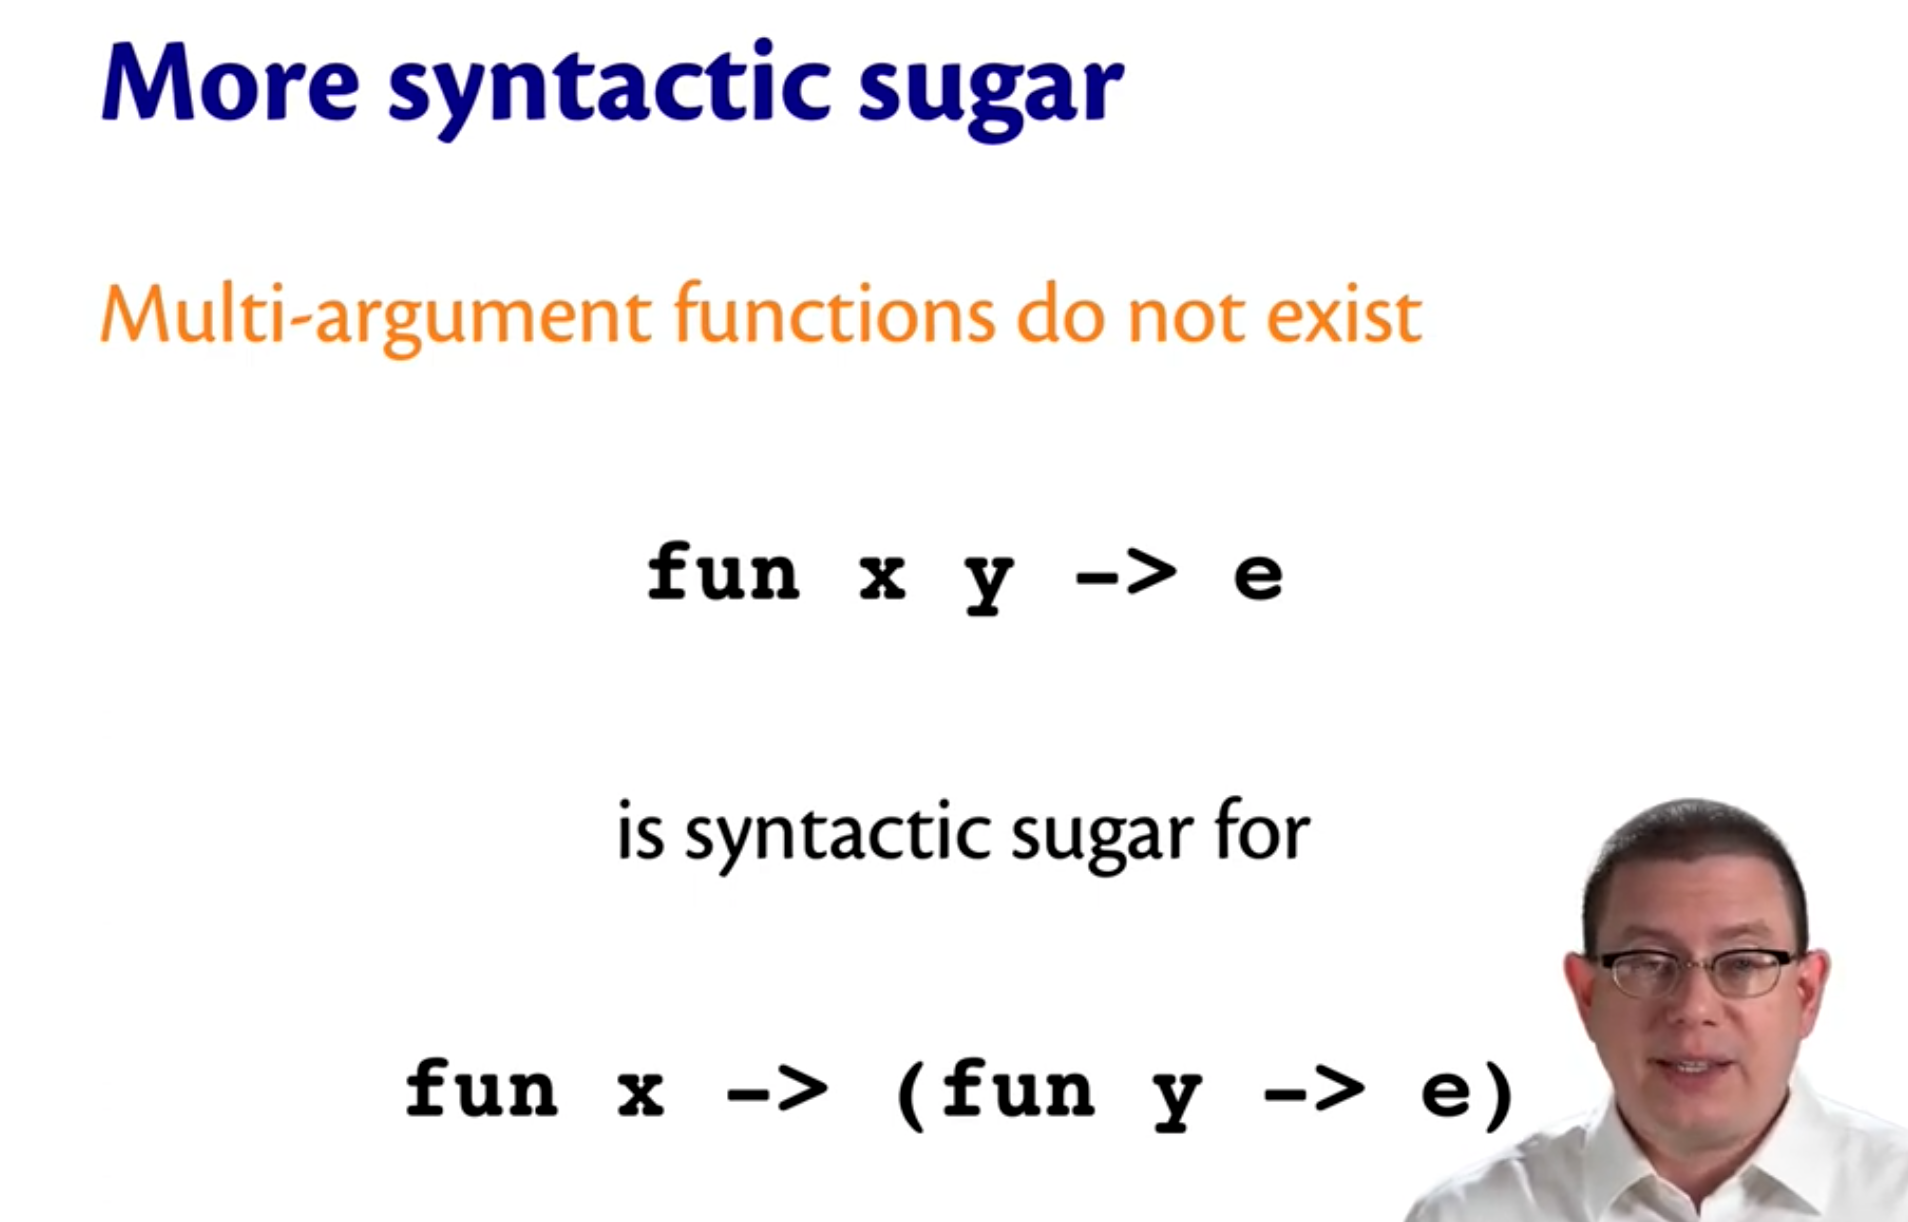 More syntactic sugar
Multi-argument functions do not exist
fun x y -> e
is syntactic sugar for
fun x -> (fun y -> e)